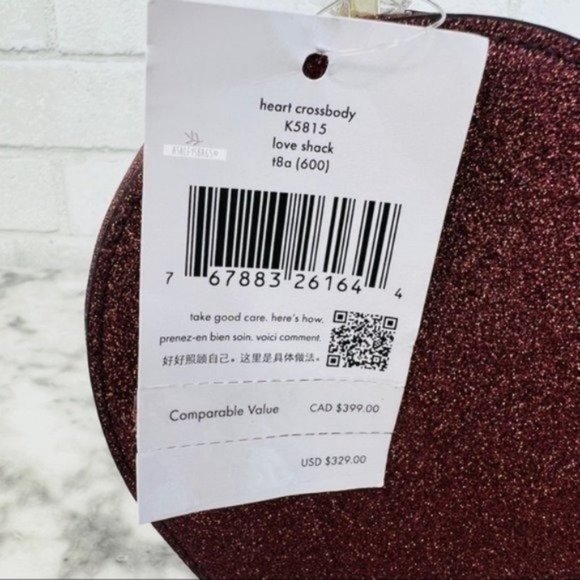 heart crossbody
K5815
love shack
t8a (600)
7 67883 26164 4
take good care. here's how.
prenez-en bien soin. voici comment.
好好照顾自己。这里是具体做法。
Comparable Value CAD $399.00
USD $329.00